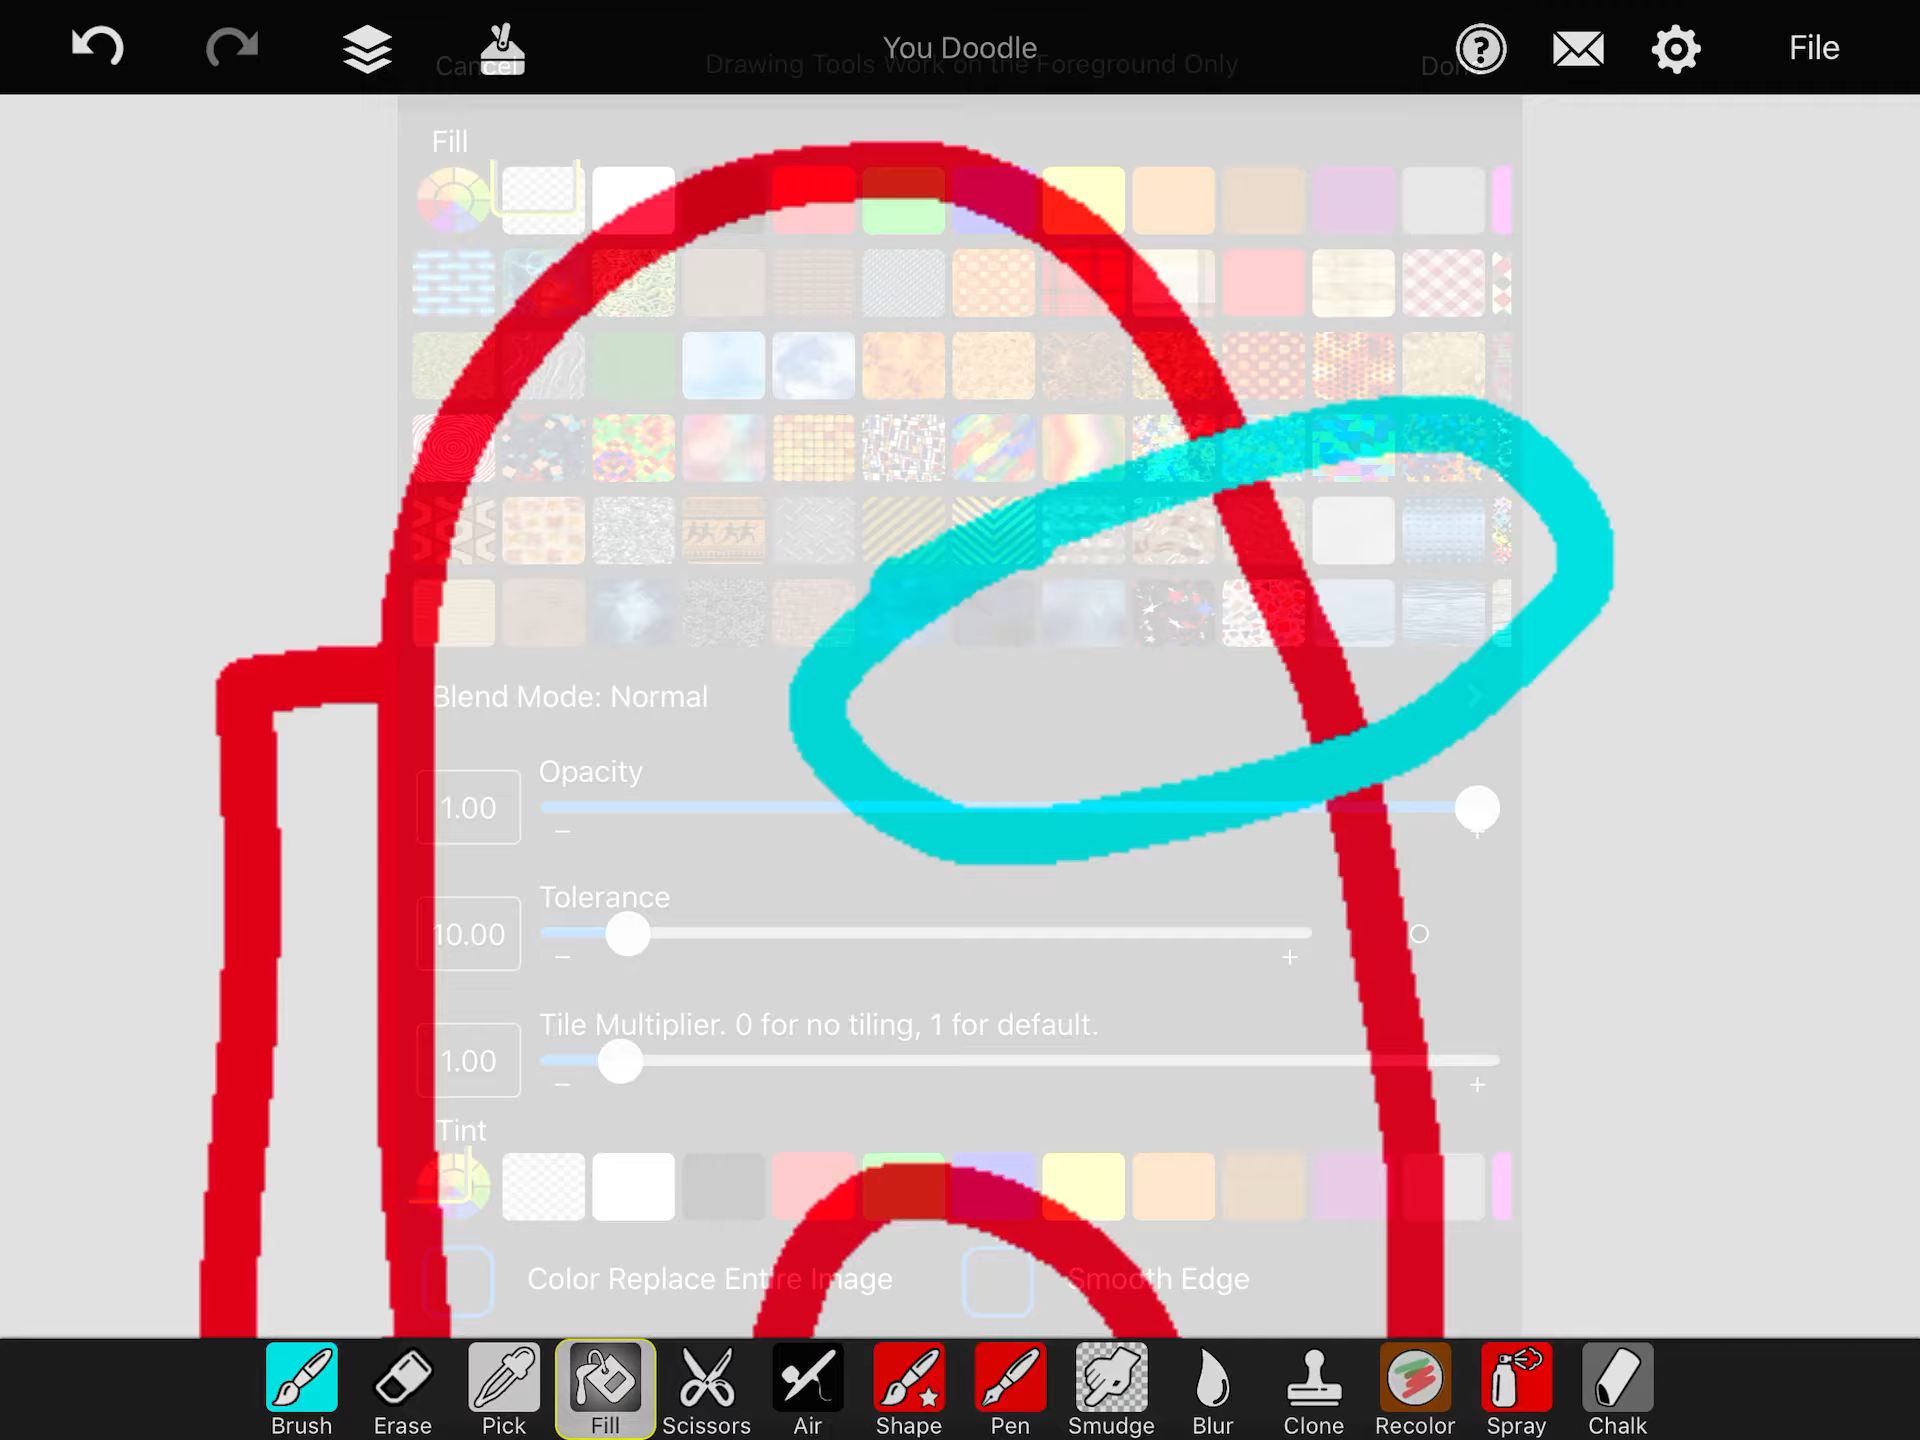 You Doodle
File
Cancel
Drawing Tools Work on the Foreground Only
Fill
Blend Mode: Normal
Opacity
1.00
Tolerance
10.00
Tile Multiplier. 0 for no tiling, 1 for default.
1.00
Tint
Color Replace Entire Image
Smooth Edge
Brush
Erase
Pick
Fill
Scissors
Air
Shape
Pen
Smudge
Blur
Clone
Recolor
Spray
Chalk